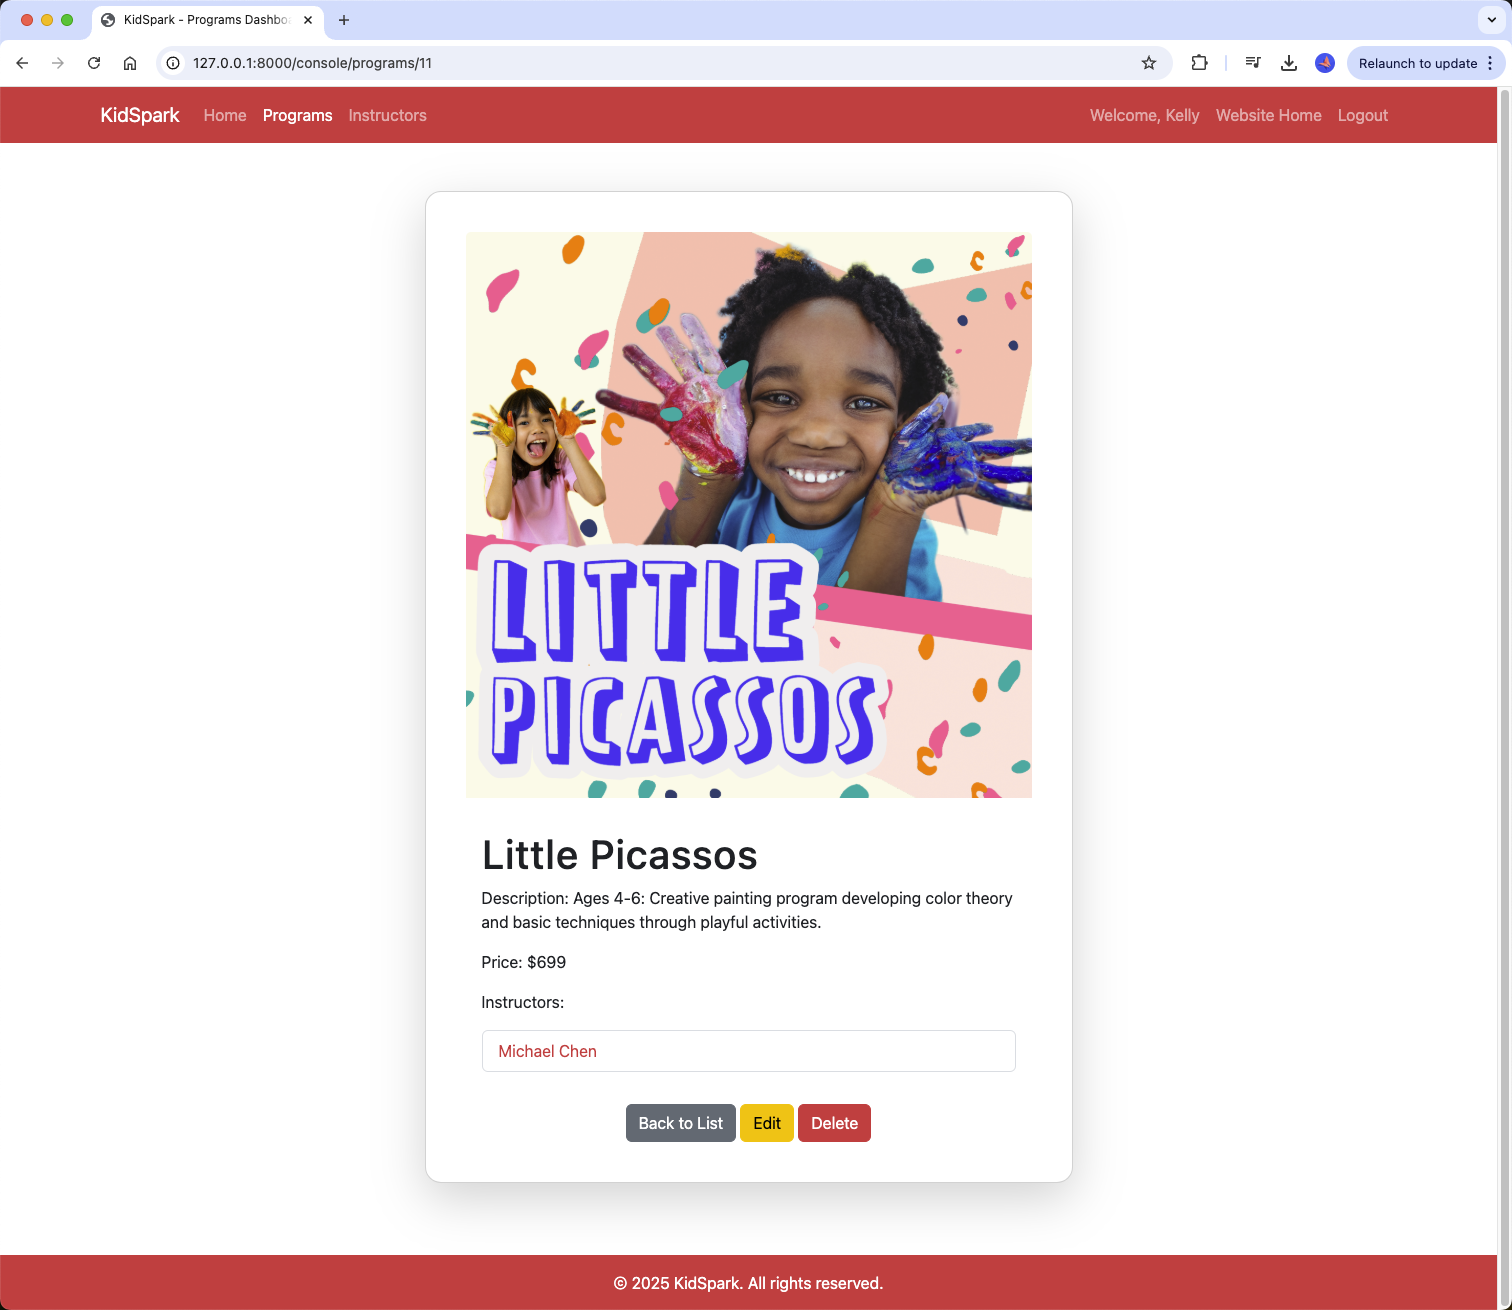 KidSpark - Programs Dashbo
127.0.0.1:8000/console/programs/11
Relaunch to update
KidSpark Home Programs Instructors Welcome, Kelly Website Home Logout
LITTLE
PICASSOS
Little Picassos
Description: Ages 4-6: Creative painting program developing color theory
and basic techniques through playful activities.
Price: $699
Instructors:
Michael Chen
Back to List Edit Delete
© 2025 KidSpark. All rights reserved.